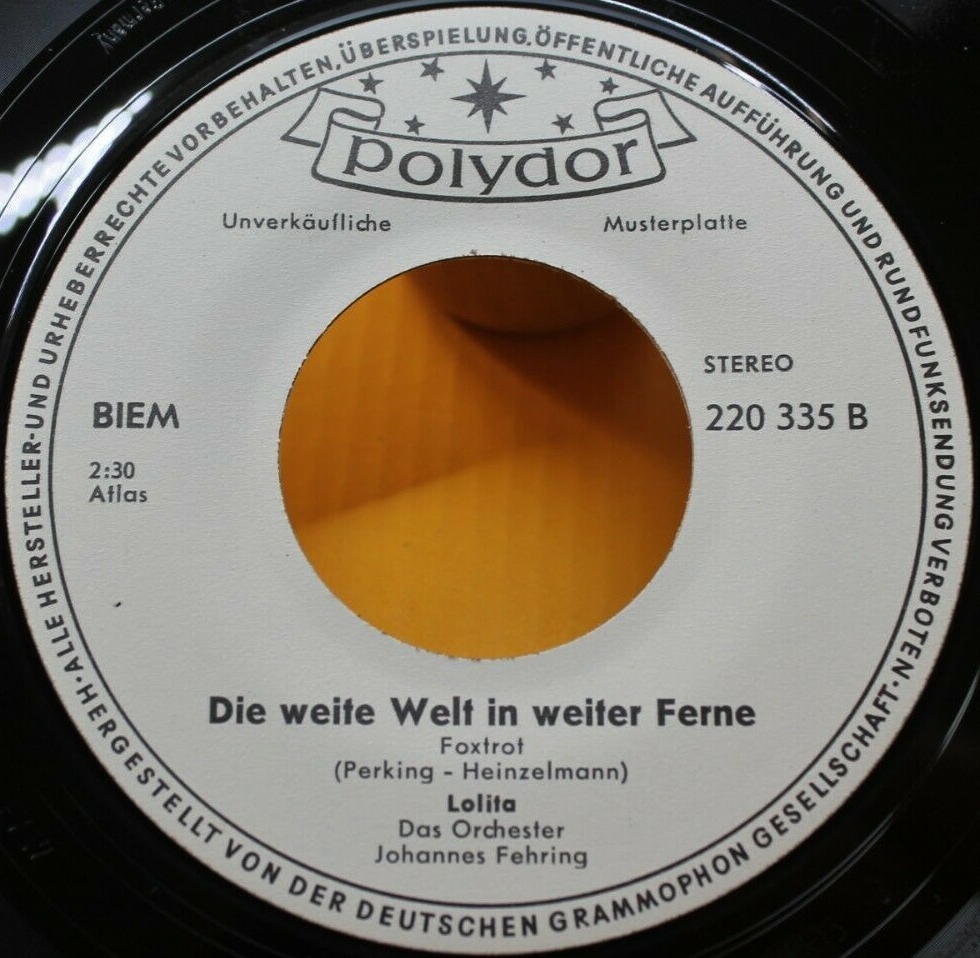 ALLE HERSTELLER-UND URHEBERRECHTE VORBEHALTEN, ÜBERSPIELUNG, ÖFFENTLICHE AUFFÜHRUNG UND RUNDFUNKSENDUNG VERBOTEN·
polydor
Unverkäufliche Musterplatte
STEREO
BIEM 220 335 B
2:30
Atlas
Die weite Welt in weiter Ferne
Foxtrot
(Perking - Heinzelmann)
Lolita
Das Orchester
Johannes Fehring
HERGESTELLT VON DER DEUTSCHEN GRAMMOPHON GESELLSCHAFT·